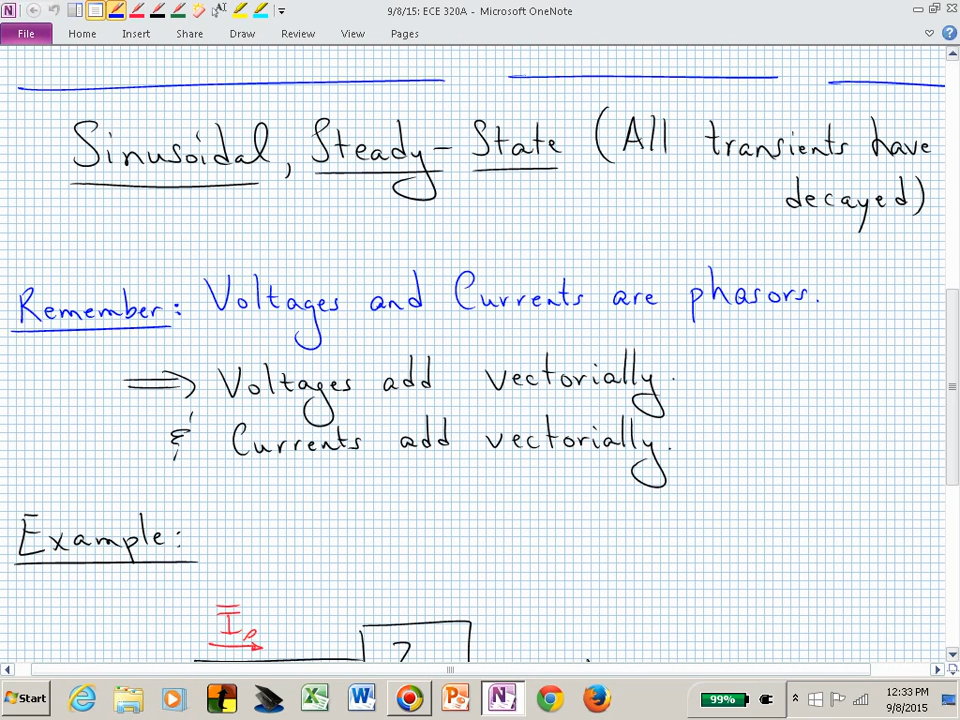 9/8/15: ECE 320A - Microsoft OneNote
File Home Insert Share Draw Review View Pages
Sinusoidal, Steady-State (All transients have
decayed)
Remember: Voltages and Currents are phasors.
⇒ Voltages add vectorially.
& Currents add vectorially.
Example:
Start
99%
12:33 PM
9/8/2015